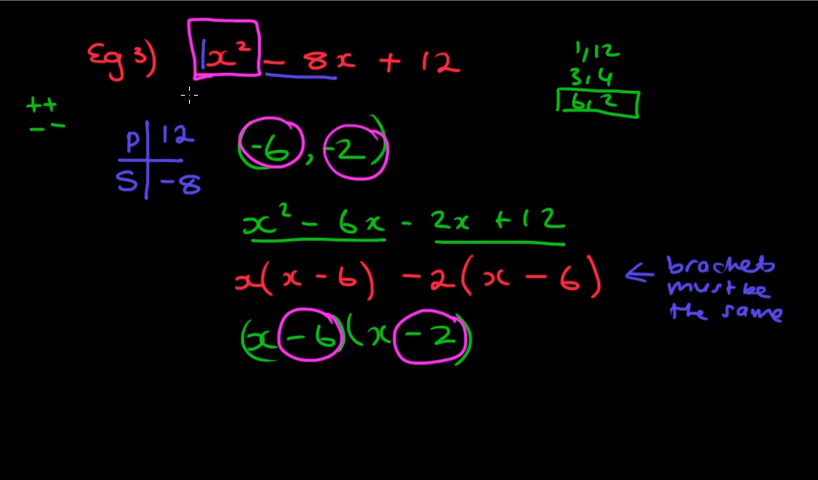 Eg 3) 1x² - 8x + 12
1,12
3,4
6,2
++
--
P | 12
S | -8
(-6, -2)
x² - 6x - 2x + 12
x(x - 6) - 2(x - 6) ← brackets must be the same
(x - 6)(x - 2)